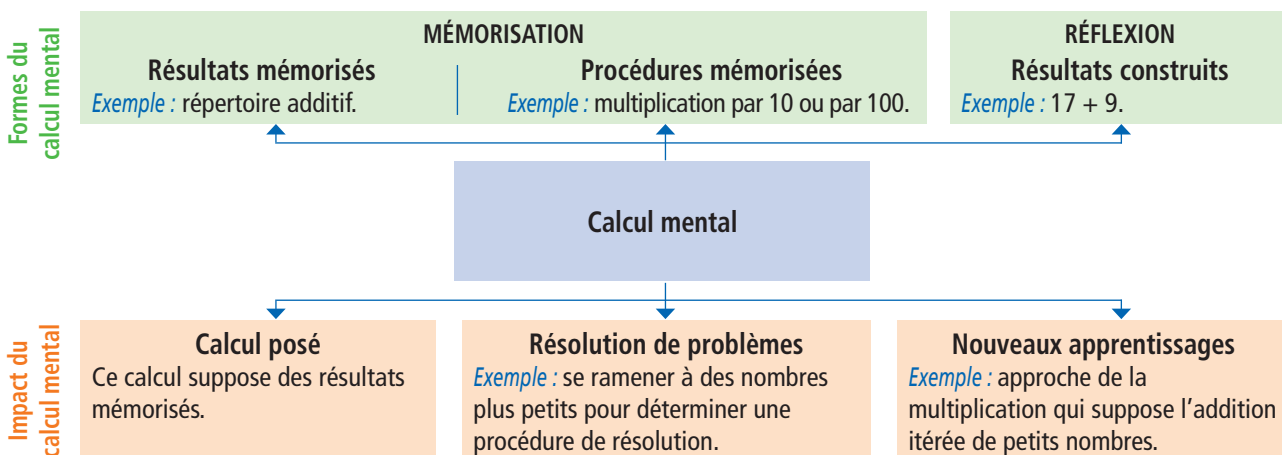 Formes du
calcul mental
MÉMORISATION
Résultats mémorisés
Exemple : répertoire additif.
Procédures mémorisées
Exemple : multiplication par 10 ou par 100.
RÉFLEXION
Résultats construits
Exemple : 17 + 9.
Calcul mental
Impact du
calcul mental
Calcul posé
Ce calcul suppose des résultats
mémorisés.
Résolution de problèmes
Exemple : se ramener à des nombres
plus petits pour déterminer une
procédure de résolution.
Nouveaux apprentissages
Exemple : approche de la
multiplication qui suppose l’addition
itérée de petits nombres.